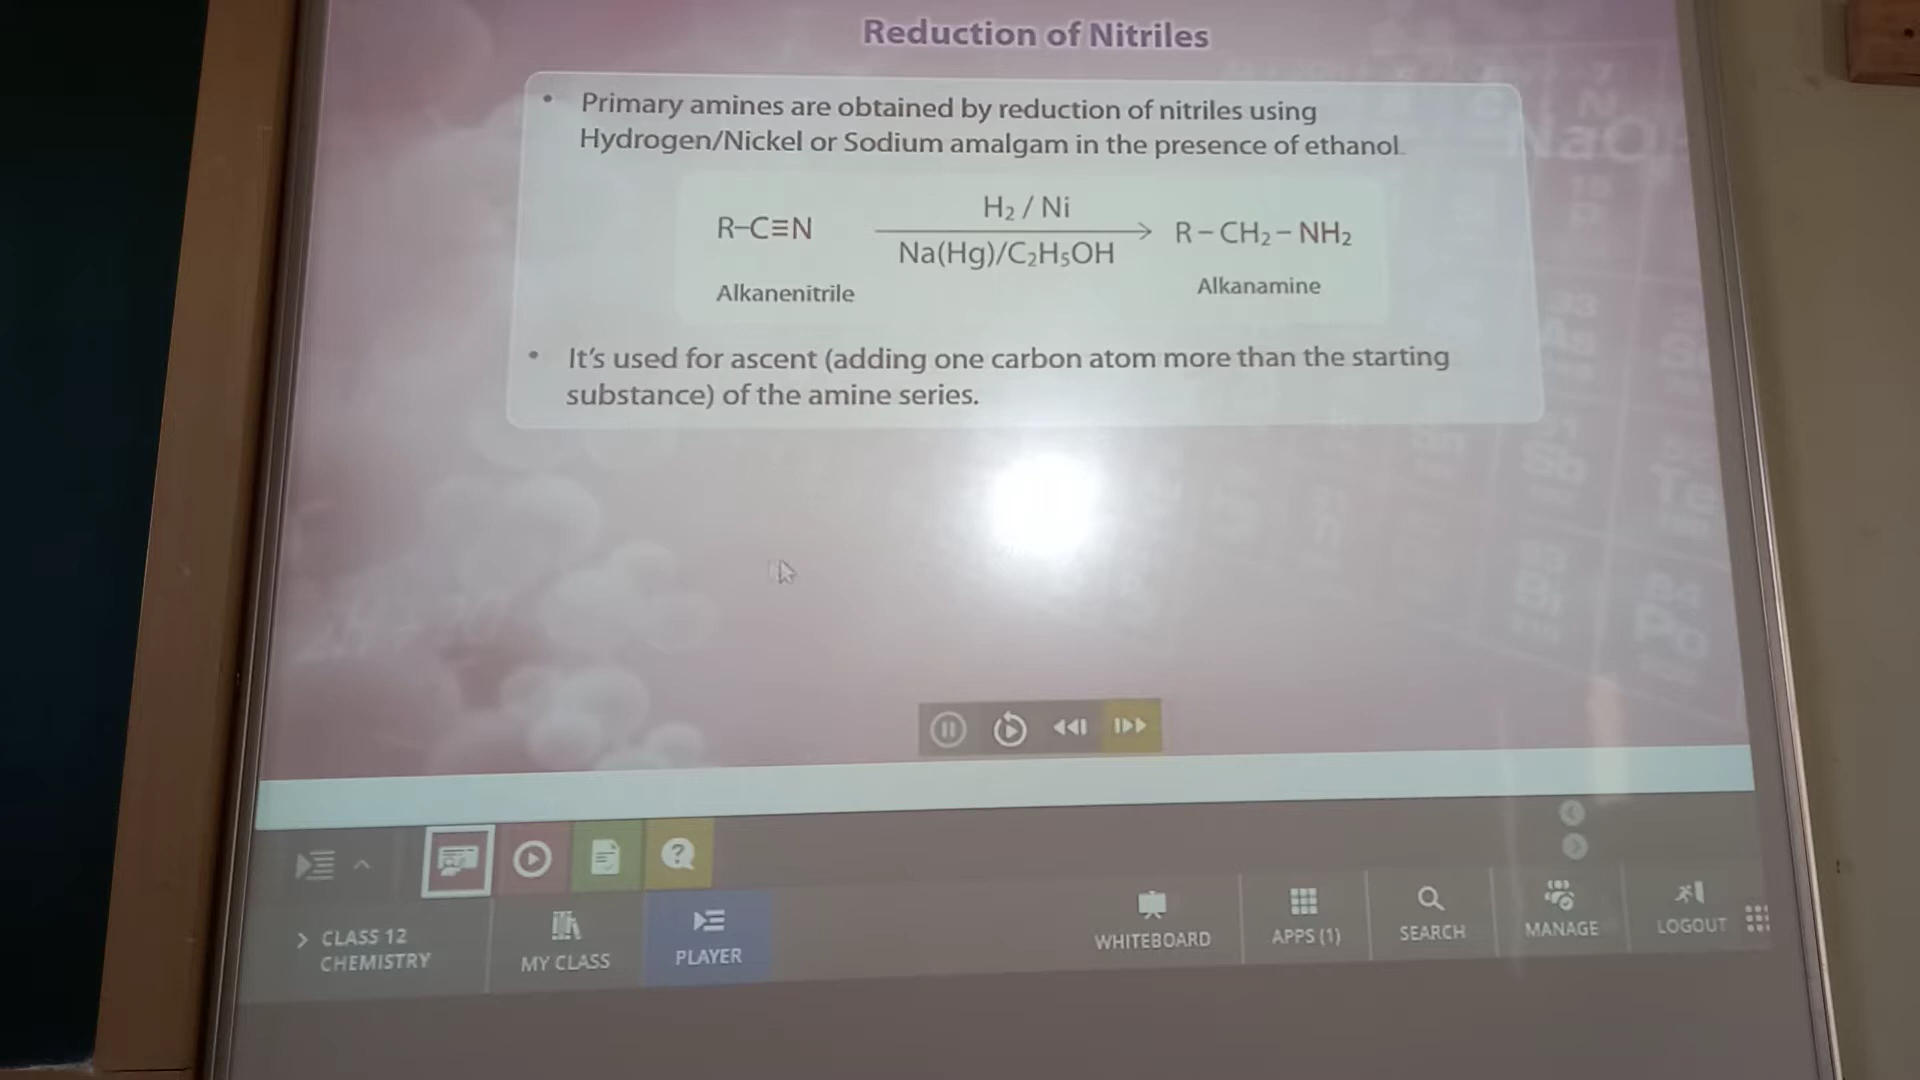 Reduction of Nitriles
• Primary amines are obtained by reduction of nitriles using
Hydrogen/Nickel or Sodium amalgam in the presence of ethanol.
H₂ / Ni
R–C≡N
R – CH₂ – NH₂
Na(Hg)/C₂H₅OH
Alkanenitrile
Alkanamine
• It's used for ascent (adding one carbon atom more than the starting
substance) of the amine series.
NaO
CLASS 12
CHEMISTRY
MY CLASS
PLAYER
WHITEBOARD
APPS (1)
SEARCH
MANAGE
LOGOUT